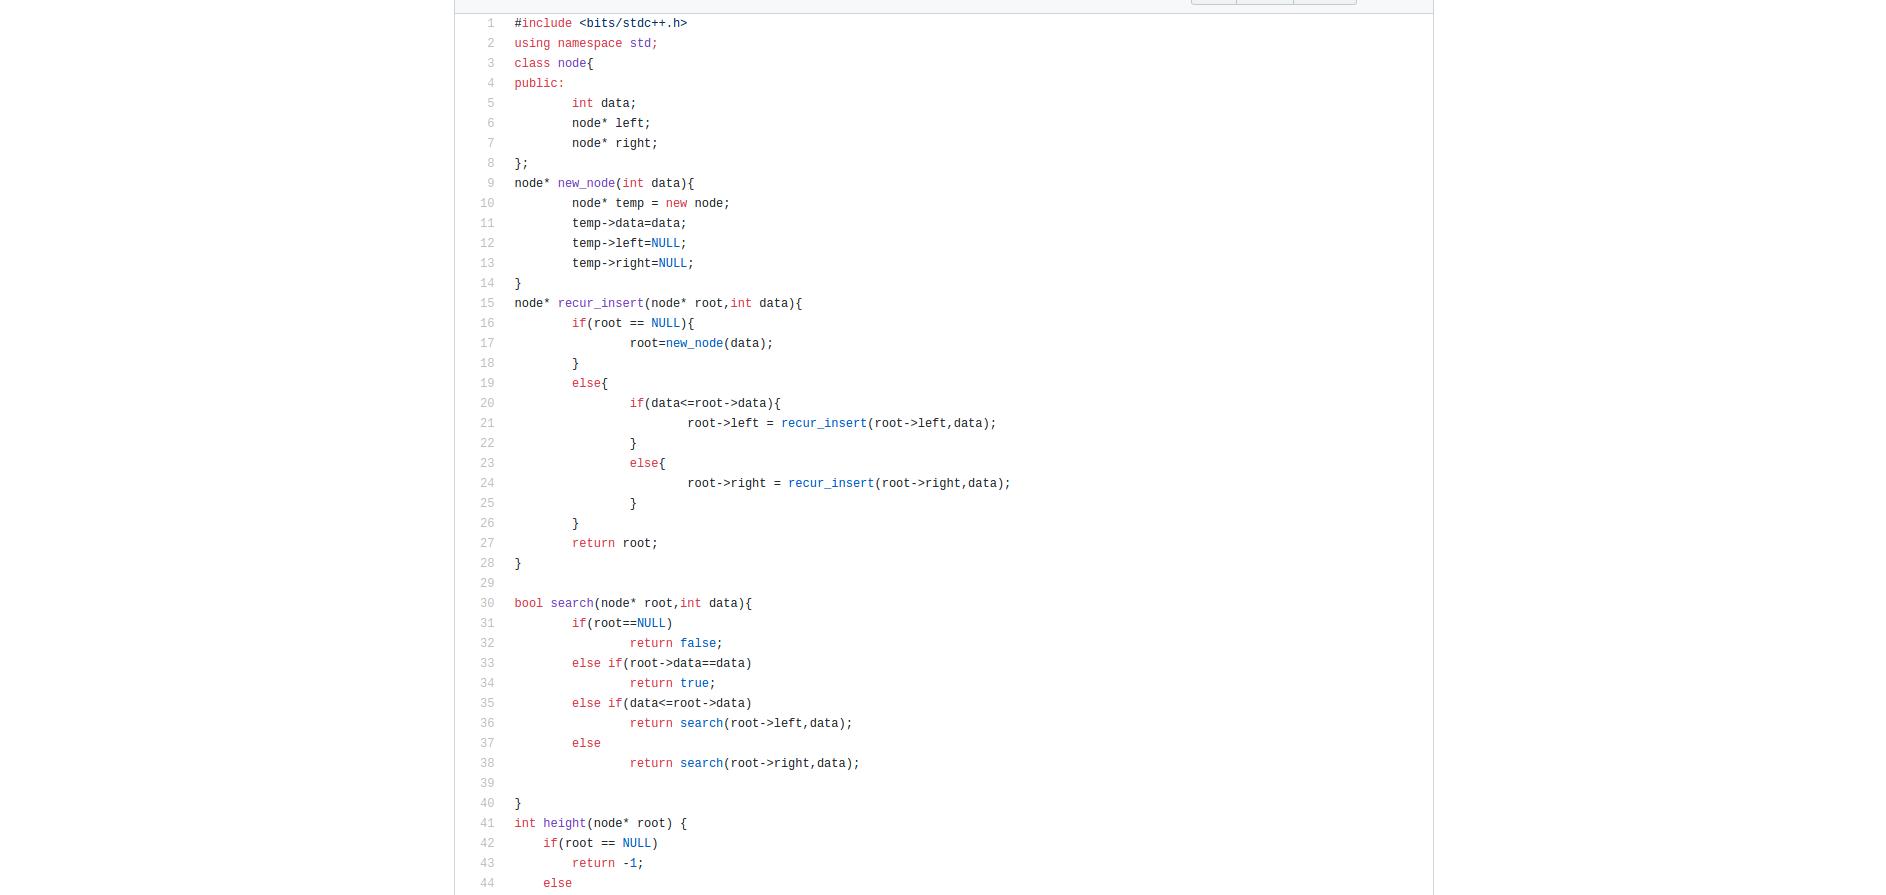 1 #include <bits/stdc++.h>
2 using namespace std;
3 class node{
4 public:
5         int data;
6         node* left;
7         node* right;
8 };
9 node* new_node(int data){
10         node* temp = new node;
11         temp->data=data;
12         temp->left=NULL;
13         temp->right=NULL;
14 }
15 node* recur_insert(node* root,int data){
16         if(root == NULL){
17                 root=new_node(data);
18         }
19         else{
20                 if(data<=root->data){
21                         root->left = recur_insert(root->left,data);
22                 }
23                 else{
24                         root->right = recur_insert(root->right,data);
25                 }
26         }
27         return root;
28 }
29
30 bool search(node* root,int data){
31         if(root==NULL)
32                 return false;
33         else if(root->data==data)
34                 return true;
35         else if(data<=root->data)
36                 return search(root->left,data);
37         else
38                 return search(root->right,data);
39
40 }
41 int height(node* root) {
42     if(root == NULL)
43         return -1;
44     else